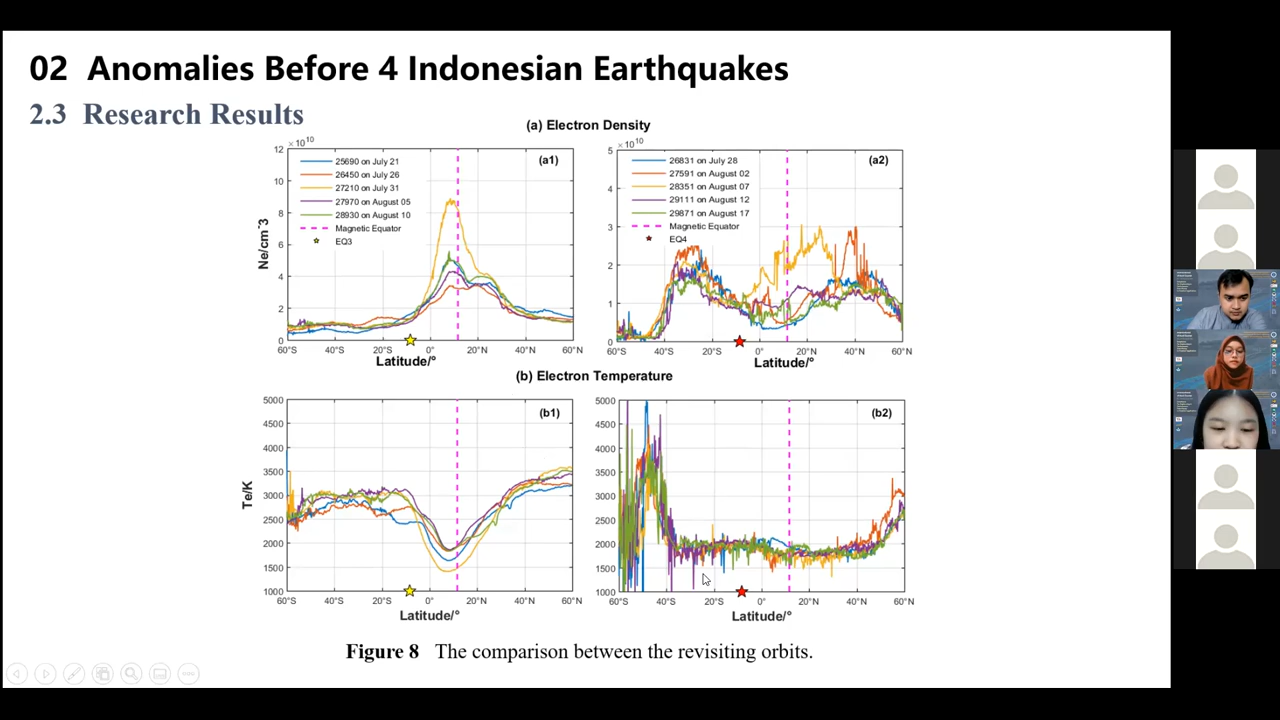 02 Anomalies Before 4 Indonesian Earthquakes
2.3 Research Results
(a) Electron Density
× 10^10
(a1)
12
10
8
6
4
2
0
Ne/cm^-3
25690 on July 21
26450 on July 26
27210 on July 31
27970 on August 05
28930 on August 10
Magnetic Equator
EQ3
60°S 40°S 20°S 0° 20°N 40°N 60°N
Latitude/°
× 10^10
(a2)
5
4
3
2
1
0
26831 on July 28
27591 on August 02
28351 on August 07
29111 on August 12
29871 on August 17
Magnetic Equator
EQ4
60°S 40°S 20°S 0° 20°N 40°N 60°N
Latitude/°
(b) Electron Temperature
(b1)
5000
4500
4000
3500
3000
2500
2000
1500
1000
Te/K
60°S 40°S 20°S 0° 20°N 40°N 60°N
Latitude/°
(b2)
5000
4500
4000
3500
3000
2500
2000
1500
1000
60°S 40°S 20°S 0° 20°N 40°N 60°N
Latitude/°
Figure 8 The comparison between the revisiting orbits.